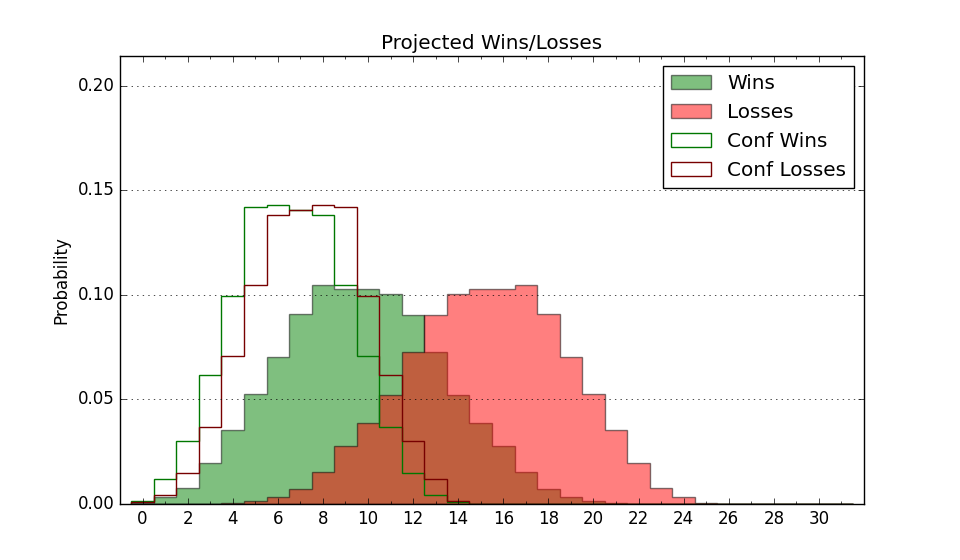 Projected Wins/Losses
Wins
Losses
Conf Wins
Conf Losses
Probability
0.20
0.15
0.10
0.05
0.00
0 2 4 6 8 10 12 14 16 18 20 22 24 26 28 30